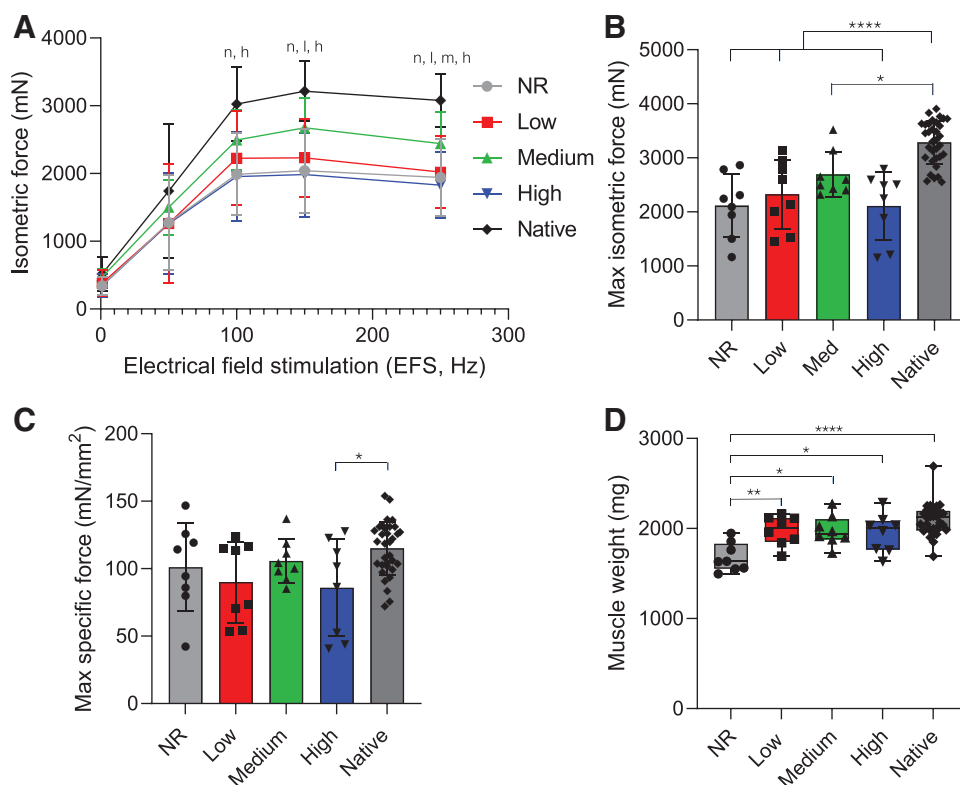 A
Isometric force (mN)
4000
3000
2000
1000
0
0
100
200
300
Electrical field stimulation (EFS, Hz)
n, h
n, l, h
n, l, m, h
NR
Low
Medium
High
Native
B
Max isometric force (mN)
5000
4000
3000
2000
1000
0
****
*
NR
Low
Med
High
Native
C
Max specific force (mN/mm²)
200
150
100
50
0
*
NR
Low
Medium
High
Native
D
Muscle weight (mg)
3000
2000
1000
0
****
*
*
**
NR
Low
Medium
High
Native